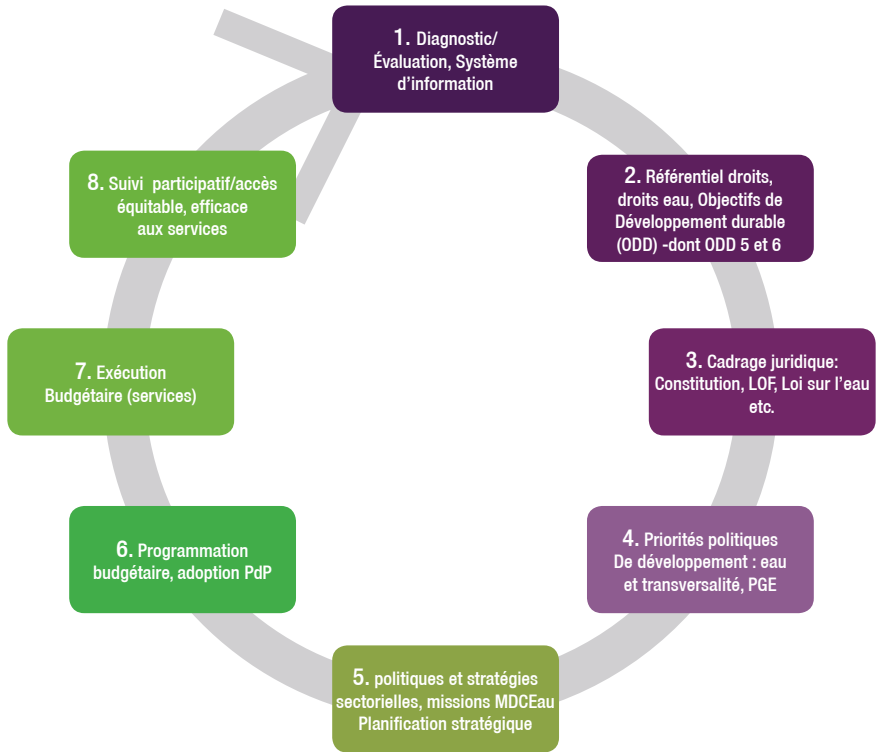 1. Diagnostic/
Évaluation, Système
d'information
2. Référentiel droits,
droits eau, Objectifs de
Développement durable
(ODD) -dont ODD 5 et 6
3. Cadrage juridique:
Constitution, LOF, Loi sur l'eau
etc.
4. Priorités politiques
De développement : eau
et transversalité, PGE
5. politiques et stratégies
sectorielles, missions MDCEau
Planification stratégique
6. Programmation
budgétaire, adoption PdP
7. Exécution
Budgétaire (services)
8. Suivi participatif/accès
équitable, efficace
aux services